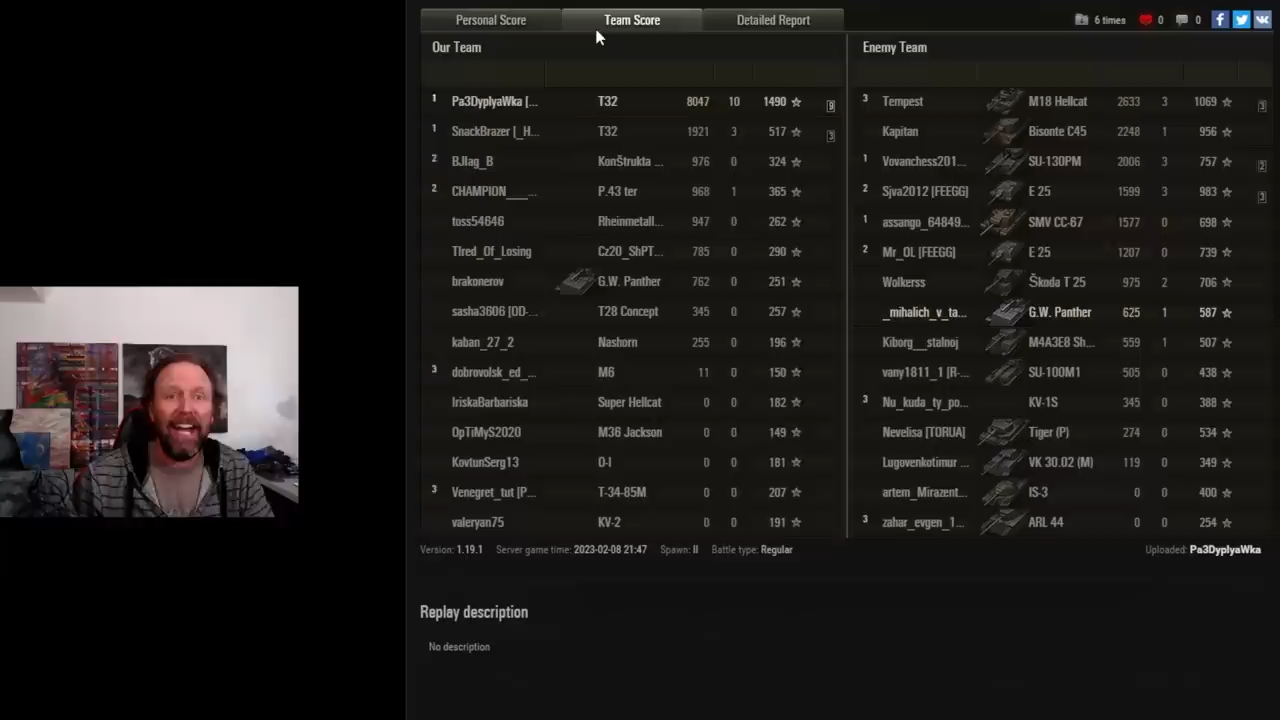 Personal Score Team Score Detailed Report 6 times 0 0
Our Team Enemy Team
1 Pa3DyplyaWka [... T32 8047 10 1490 9
1 SnackBrazer [_H... T32 1921 3 517 3
2 BJlag_B KonŠtrukta ... 976 0 324
2 CHAMPION___... P.43 ter 968 1 365
toss54646 Rheinmetall... 947 0 262
TIred_Of_Losing Cz20_ShPT... 785 0 290
brakonerov G.W. Panther 762 0 251
sasha3606 [OD-... T28 Concept 345 0 257
kaban_27_2 Nashorn 255 0 196
3 dobrovolsk_ed_... M6 11 0 150
IriskaBarbariska Super Hellcat 0 0 182
OpTiMyS2020 M36 Jackson 0 0 149
KovtunSerg13 O-I 0 0 181
3 Venegret_tut [P... T-34-85M 0 0 207
valeryan75 KV-2 0 0 191
3 Tempest M18 Hellcat 2633 3 1069 3
Kapitan Bisonte C45 2248 1 956
1 Vovanchess201... SU-130PM 2006 3 757 2
2 Sjva2012 [FEEGG] E 25 1599 3 983 3
1 assango_64849... SMV CC-67 1577 0 698
2 Mr_OL [FEEGG] E 25 1207 0 739
Wolkerss Škoda T 25 975 2 706
_mihalich_v_ta... G.W. Panther 625 1 587
Kiborg__stalnoj M4A3E8 Sh... 559 1 507
vany1811_1 [R-... SU-100M1 505 0 438
3 Nu_kuda_ty_po... KV-1S 345 0 388
Nevelisa [TORUA] Tiger (P) 274 0 534
Lugovenkotimur ... VK 30.02 (M) 119 0 349
artem_Mirazent... IS-3 0 0 400
3 zahar_evgen_1... ARL 44 0 0 254
Version: 1.19.1 Server game time: 2023-02-08 21:47 Spawn: II Battle type: Regular Uploaded: Pa3DyplyaWka
Replay description
No description